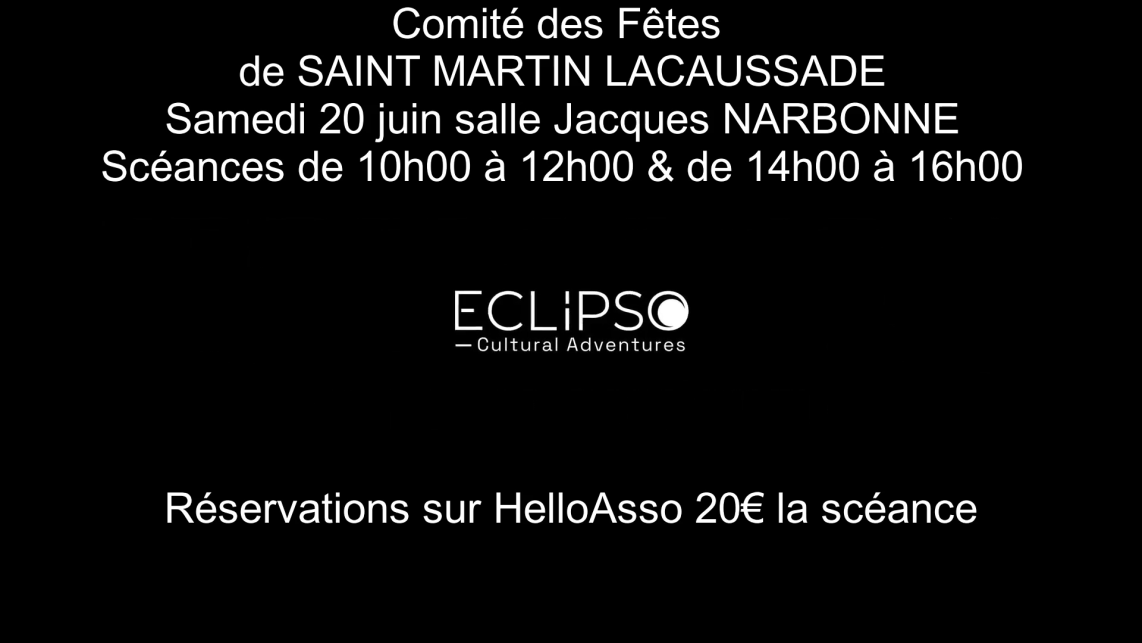 Comité des Fêtes
de SAINT MARTIN LACAUSSADE
Samedi 20 juin salle Jacques NARBONNE
Scéances de 10h00 à 12h00 & de 14h00 à 16h00
ECLIPSO
Cultural Adventures
Réservations sur HelloAsso 20€ la scéance